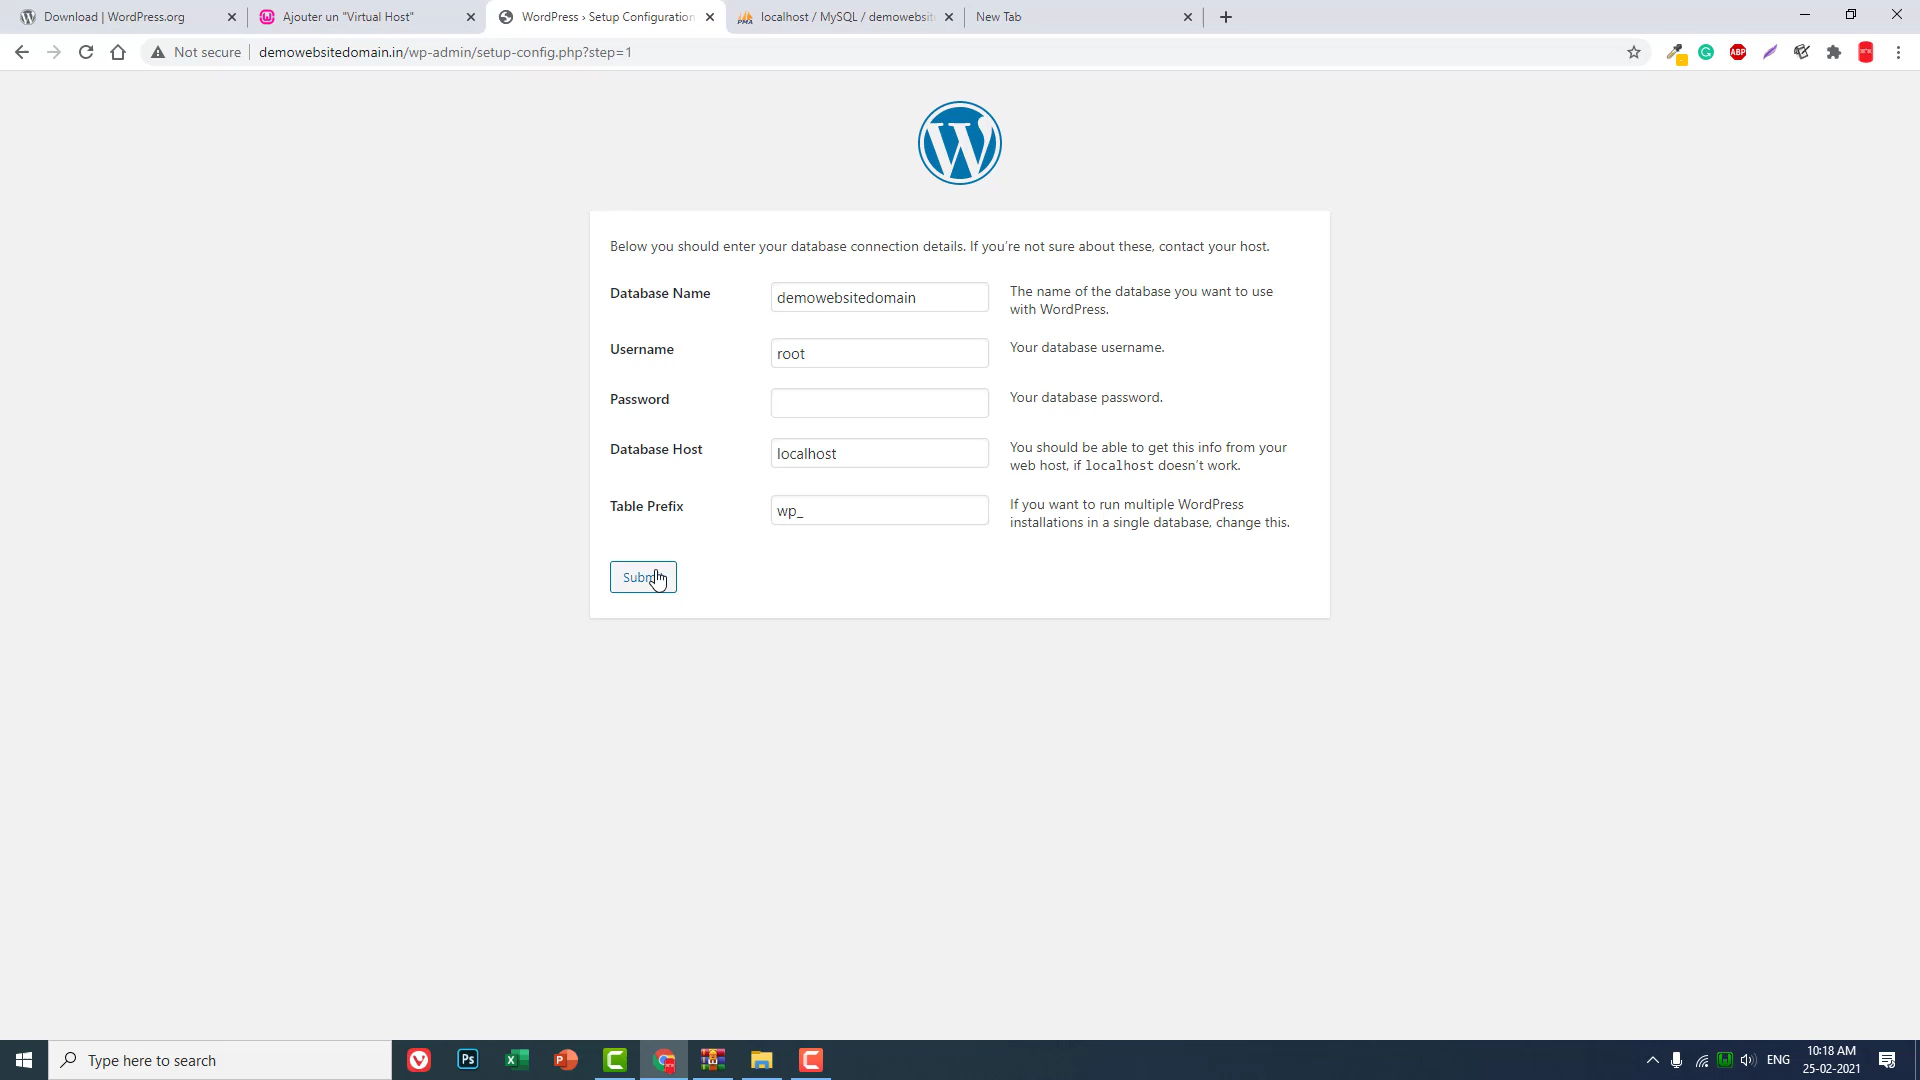 Download | WordPress.org
Ajouter un "Virtual Host"
WordPress › Setup Configuration
localhost / MySQL / demowebsit
New Tab
Not secure
demowebsitedomain.in/wp-admin/setup-config.php?step=1
ABP
Below you should enter your database connection details. If you’re not sure about these, contact your host.
Database Name
demowebsitedomain
The name of the database you want to use
with WordPress.
Username
root
Your database username.
Password
Your database password.
Database Host
localhost
You should be able to get this info from your
web host, if localhost doesn’t work.
Table Prefix
wp_
If you want to run multiple WordPress
installations in a single database, change this.
Type here to search
Ps
ENG
10:18 AM
25-02-2021